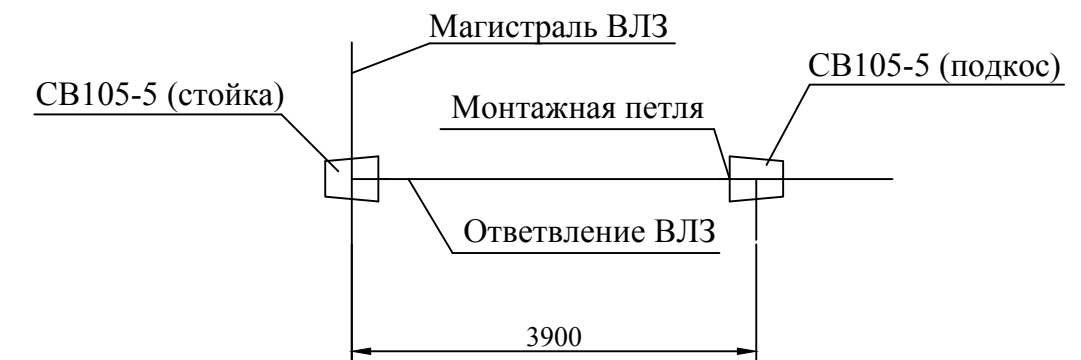 Магистраль ВЛЗ
СВ105-5 (подкос)
СВ105-5 (стойка)
Монтажная петля
Ответвление ВЛЗ
3900